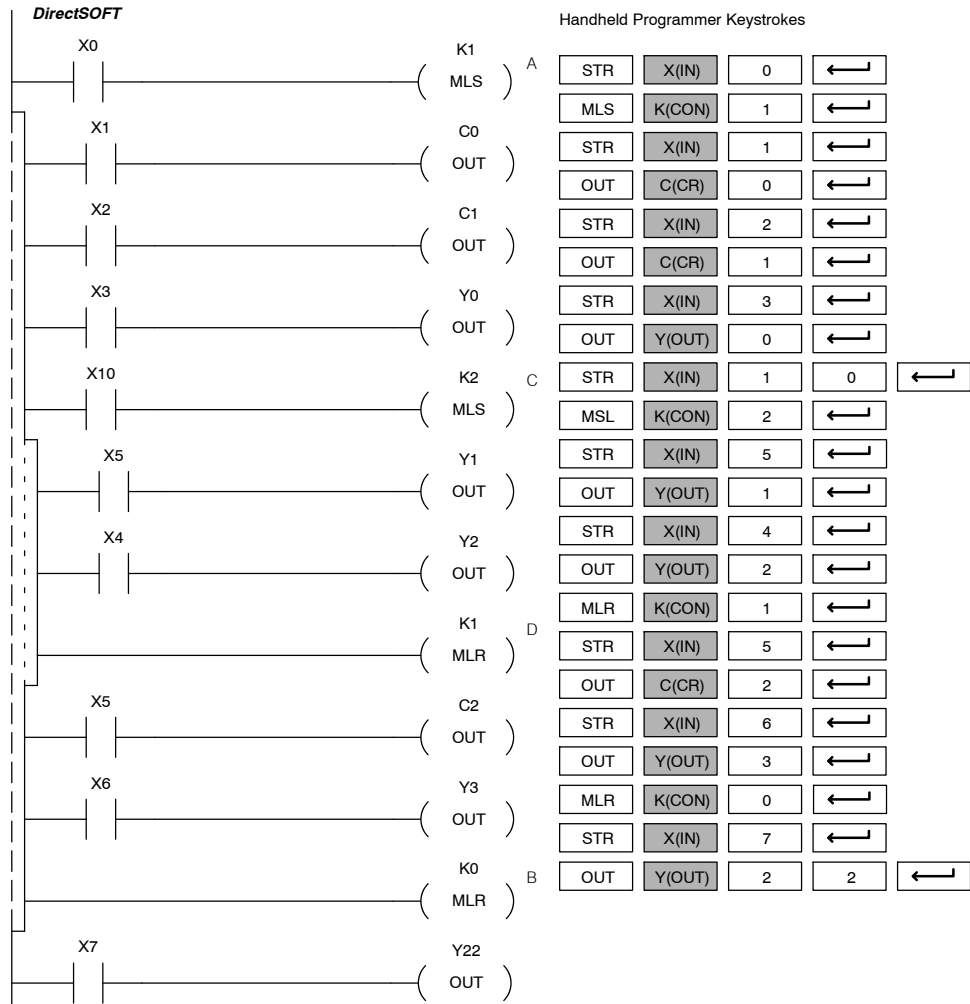 DirectSOFT
X0
K1
MLS
A
X1
C0
OUT
X2
C1
OUT
X3
Y0
OUT
X10
K2
MLS
C
X5
Y1
OUT
X4
Y2
OUT
K1
MLR
D
X5
C2
OUT
X6
Y3
OUT
K0
MLR
B
X7
Y22
OUT
Handheld Programmer Keystrokes
STR X(IN) 0
MLS K(CON) 1
STR X(IN) 1
OUT C(CR) 0
STR X(IN) 2
OUT C(CR) 1
STR X(IN) 3
OUT Y(OUT) 0
STR X(IN) 1 0
MSL K(CON) 2
STR X(IN) 5
OUT Y(OUT) 1
STR X(IN) 4
OUT Y(OUT) 2
MLR K(CON) 1
STR X(IN) 5
OUT C(CR) 2
STR X(IN) 6
OUT Y(OUT) 3
MLR K(CON) 0
STR X(IN) 7
OUT Y(OUT) 2 2